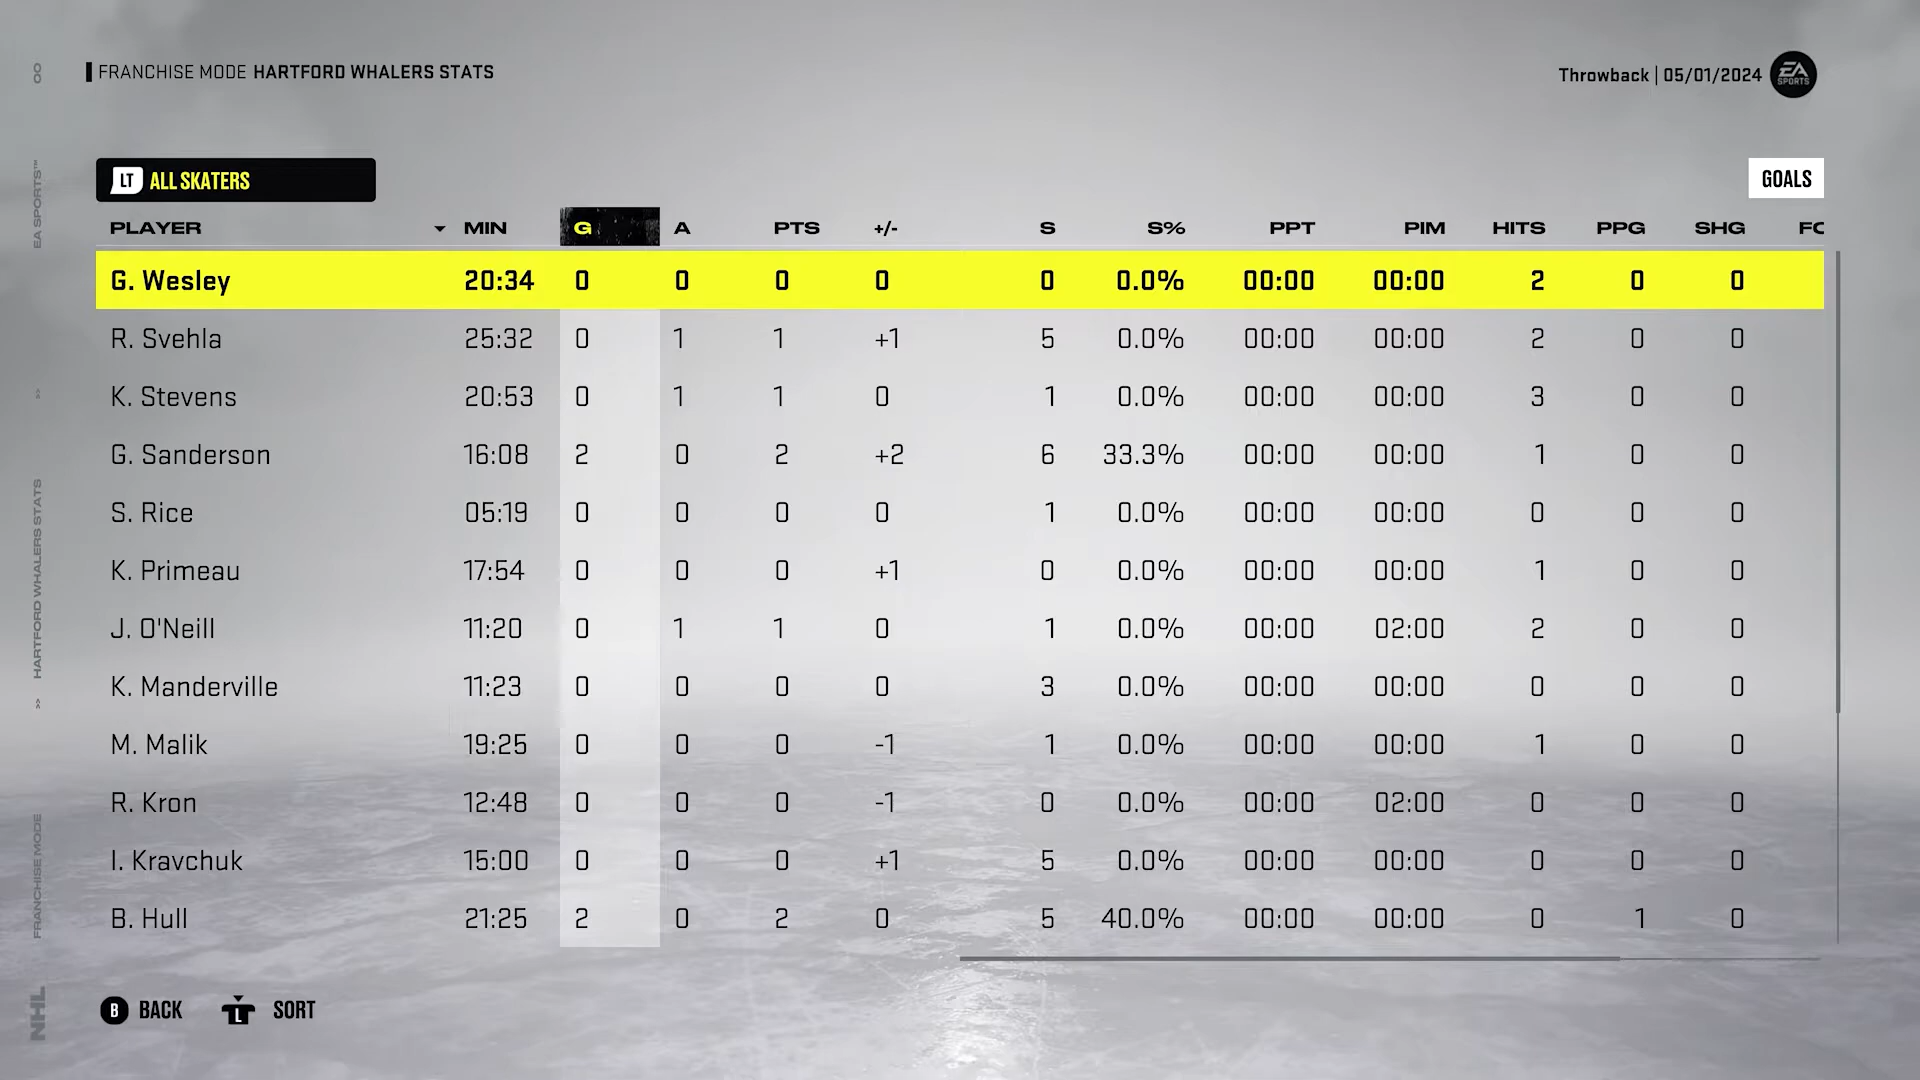 FRANCHISE MODE HARTFORD WHALERS STATS
Throwback | 05/01/2024
EA SPORTS
LT ALL SKATERS
GOALS
PLAYER MIN G A PTS +/- S S% PPT PIM HITS PPG SHG
G. Wesley 20:34 0 0 0 0 0 0.0% 00:00 00:00 2 0 0
R. Svehla 25:32 0 1 1 +1 5 0.0% 00:00 00:00 2 0 0
K. Stevens 20:53 0 1 1 0 1 0.0% 00:00 00:00 3 0 0
G. Sanderson 16:08 2 0 2 +2 6 33.3% 00:00 00:00 1 0 0
S. Rice 05:19 0 0 0 0 1 0.0% 00:00 00:00 0 0 0
K. Primeau 17:54 0 0 0 +1 0 0.0% 00:00 00:00 1 0 0
J. O'Neill 11:20 0 1 1 0 1 0.0% 00:00 02:00 2 0 0
K. Manderville 11:23 0 0 0 0 3 0.0% 00:00 00:00 0 0 0
M. Malik 19:25 0 0 0 -1 1 0.0% 00:00 00:00 1 0 0
R. Kron 12:48 0 0 0 -1 0 0.0% 00:00 02:00 0 0 0
I. Kravchuk 15:00 0 0 0 +1 5 0.0% 00:00 00:00 0 0 0
B. Hull 21:25 2 0 2 0 5 40.0% 00:00 00:00 0 1 0
B BACK L SORT
NHL FRANCHISE MODE >> HARTFORD WHALERS STATS >> EA SPORTS™